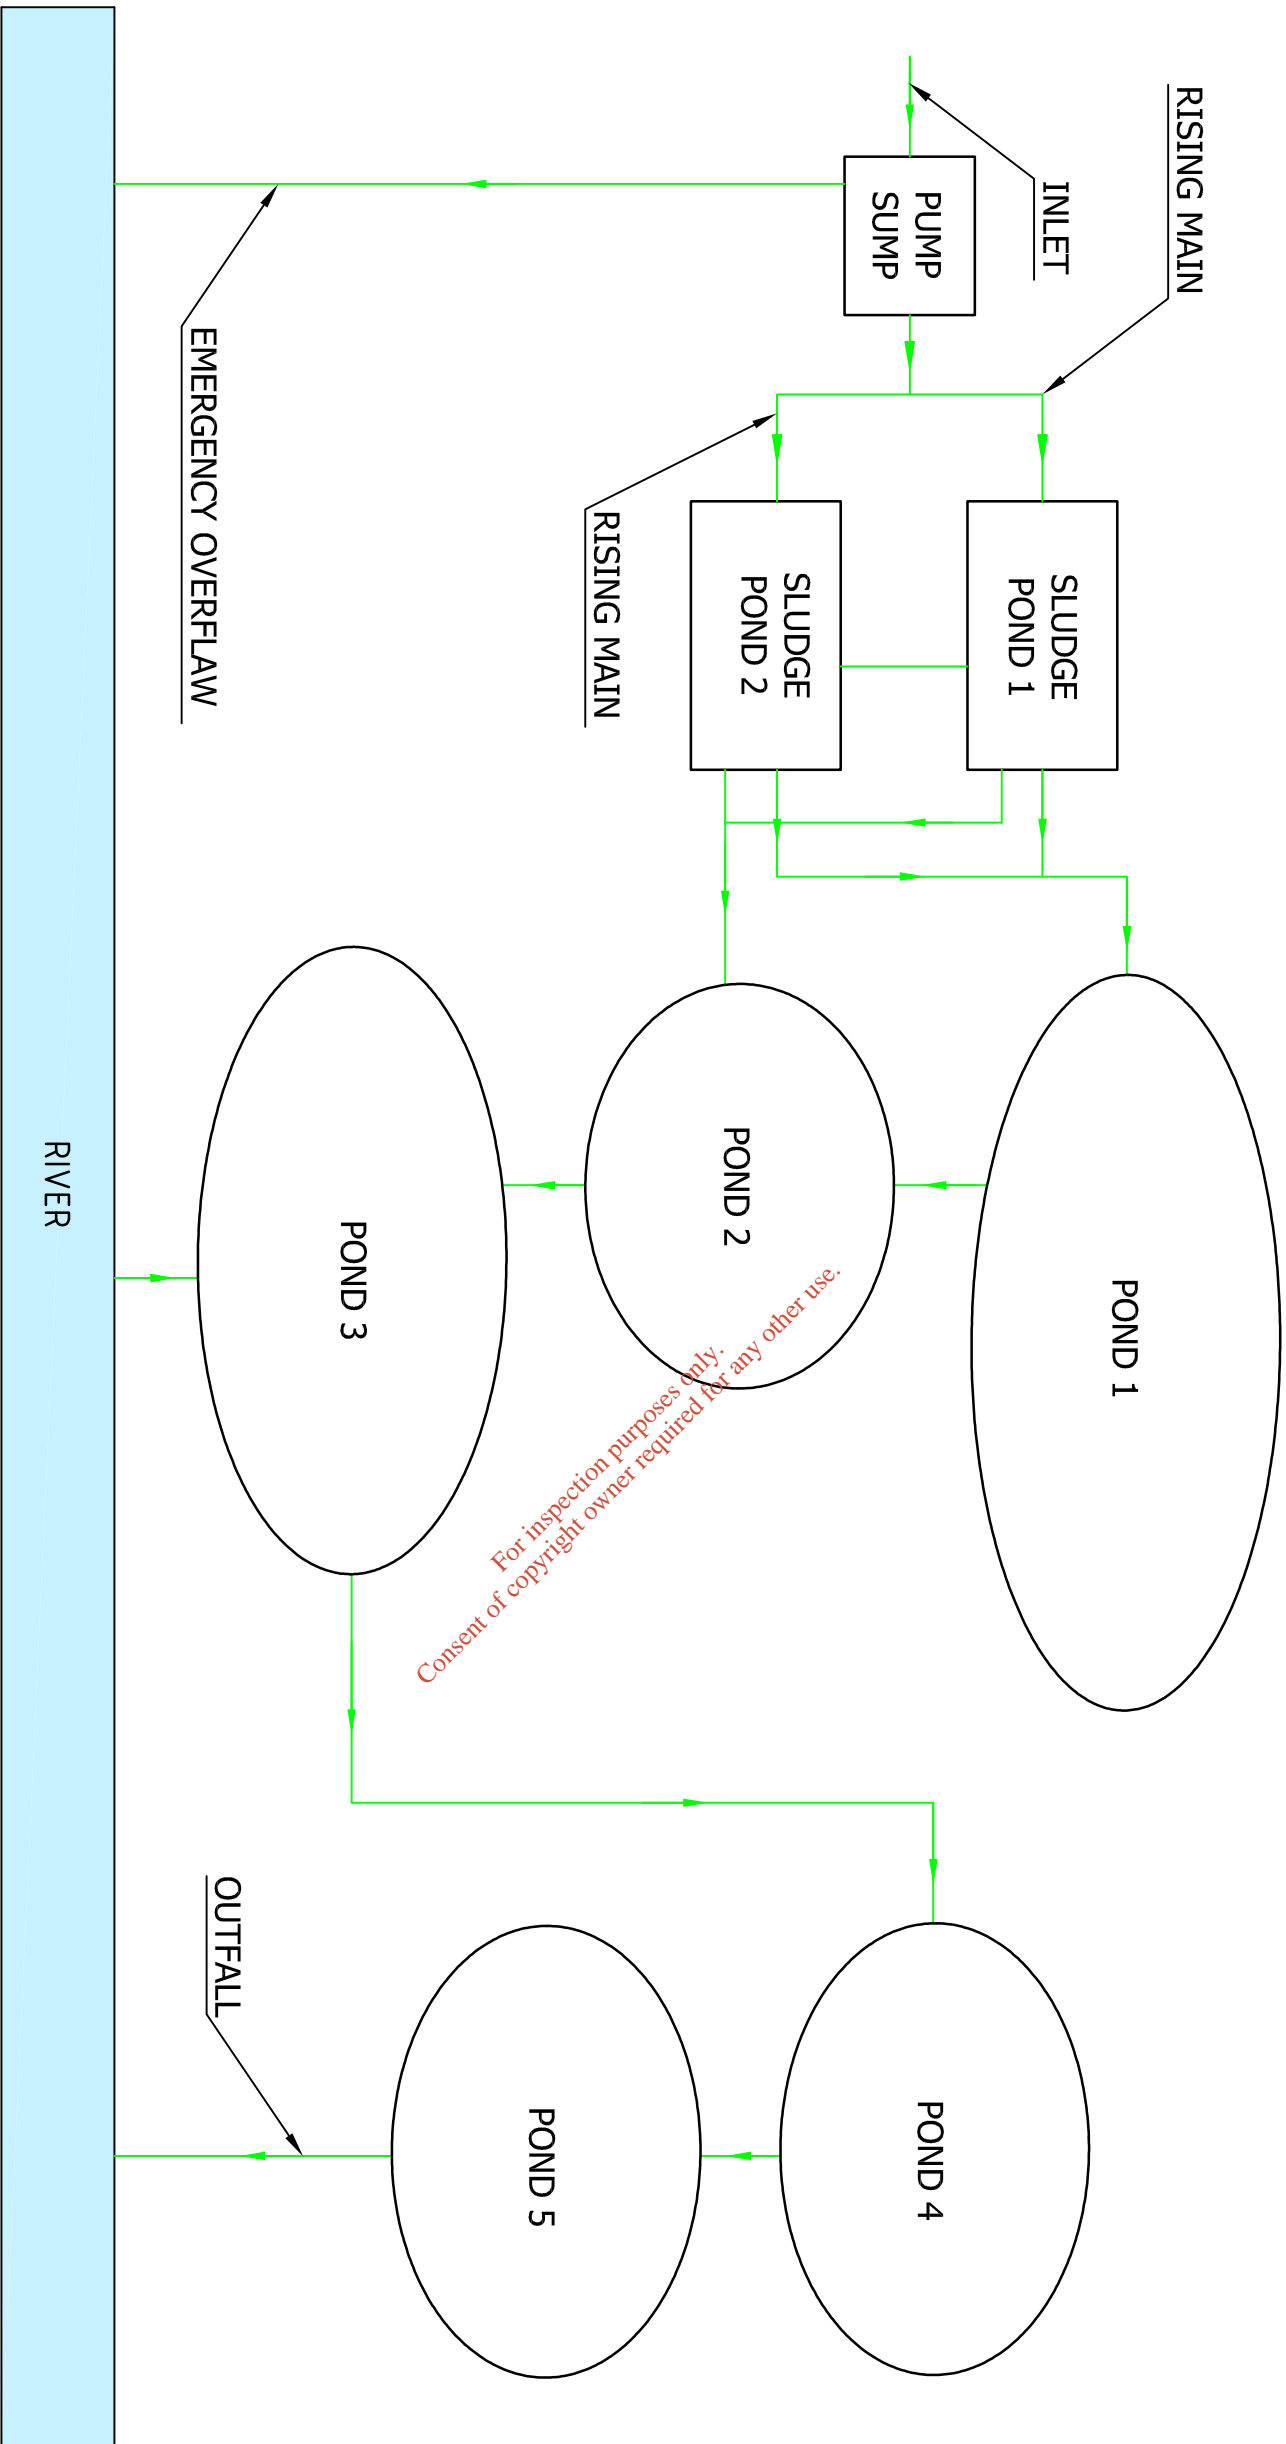 RISING MAIN
INLET
PUMP
SUMP
SLUDGE
POND 1
SLUDGE
POND 2
RISING MAIN
EMERGENCY OVERFLAW
POND 1
POND 2
POND 3
POND 4
POND 5
OUTFALL
RIVER
For inspection purposes only.
Consent of copyright owner required for any other use.